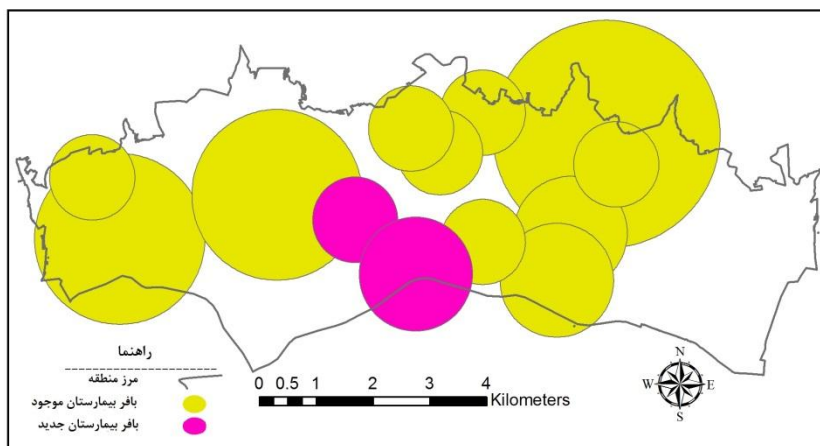 راهنما
مرز منطقه
بافر بیمارستان موجود
بافر بیمارستان جدید
0 0.5 1 2 3 4
Kilometers
N
W E
S